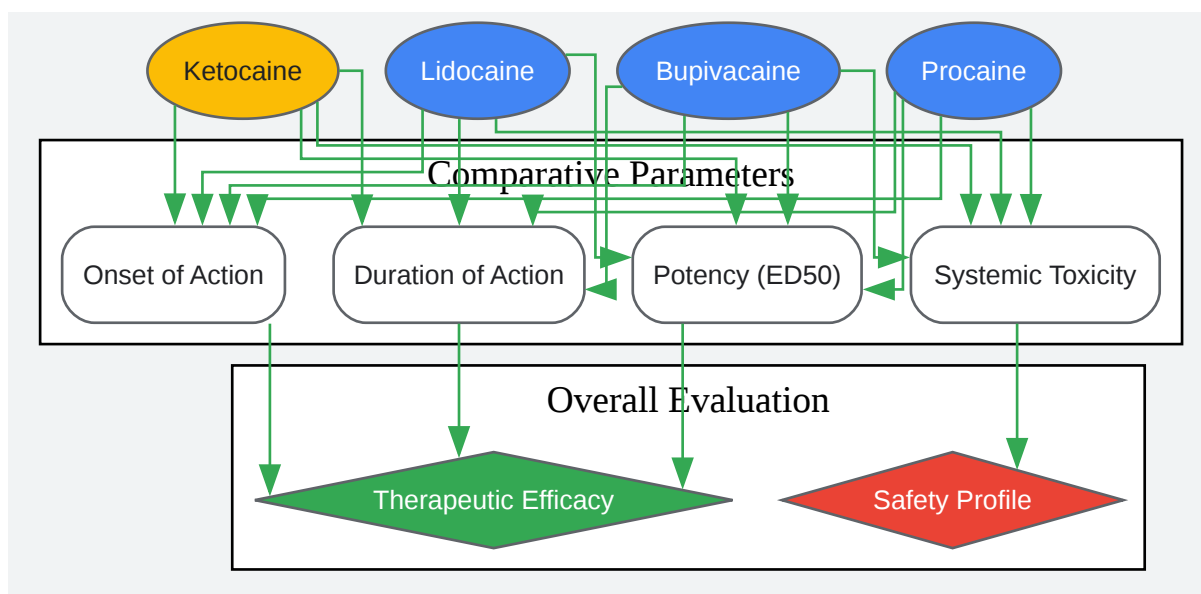 Ketocaine
Lidocaine
Bupivacaine
Procaine
Comparative Parameters
Onset of Action
Duration of Action
Potency (ED50)
Systemic Toxicity
Overall Evaluation
Therapeutic Efficacy
Safety Profile